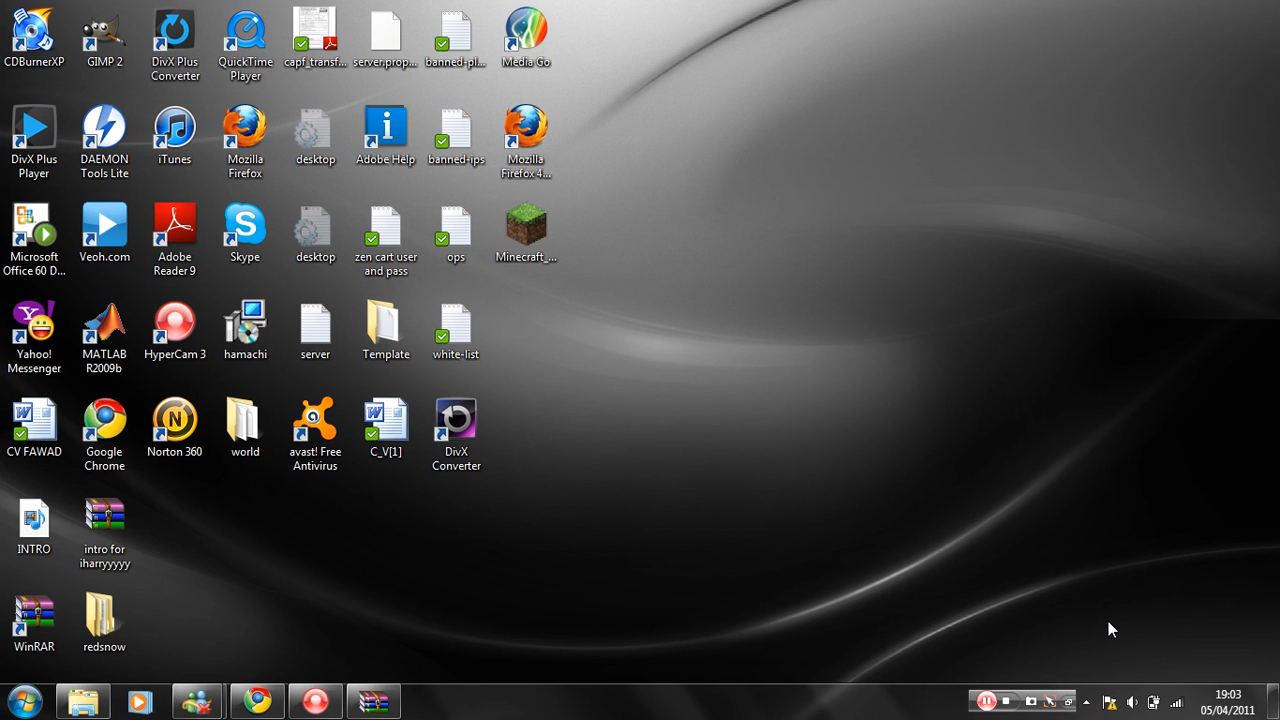 CDBurnerXP
GIMP 2
DivX Plus
Converter
QuickTime
Player
capf_transf...
server.prop...
banned-pl...
Media Go
DivX Plus
Player
DAEMON
Tools Lite
iTunes
Mozilla
Firefox
desktop
Adobe Help
banned-ips
Mozilla
Firefox 4...
Microsoft
Office 60 D...
Veoh.com
Adobe
Reader 9
Skype
desktop
zen cart user
and pass
ops
Minecraft_...
Yahoo!
Messenger
MATLAB
R2009b
HyperCam 3
hamachi
server
Template
white-list
CV FAWAD
Google
Chrome
Norton 360
world
avast! Free
Antivirus
C_V[1]
DivX
Converter
INTRO
intro for
iharryyyyy
WinRAR
redsnow
19:03
05/04/2011